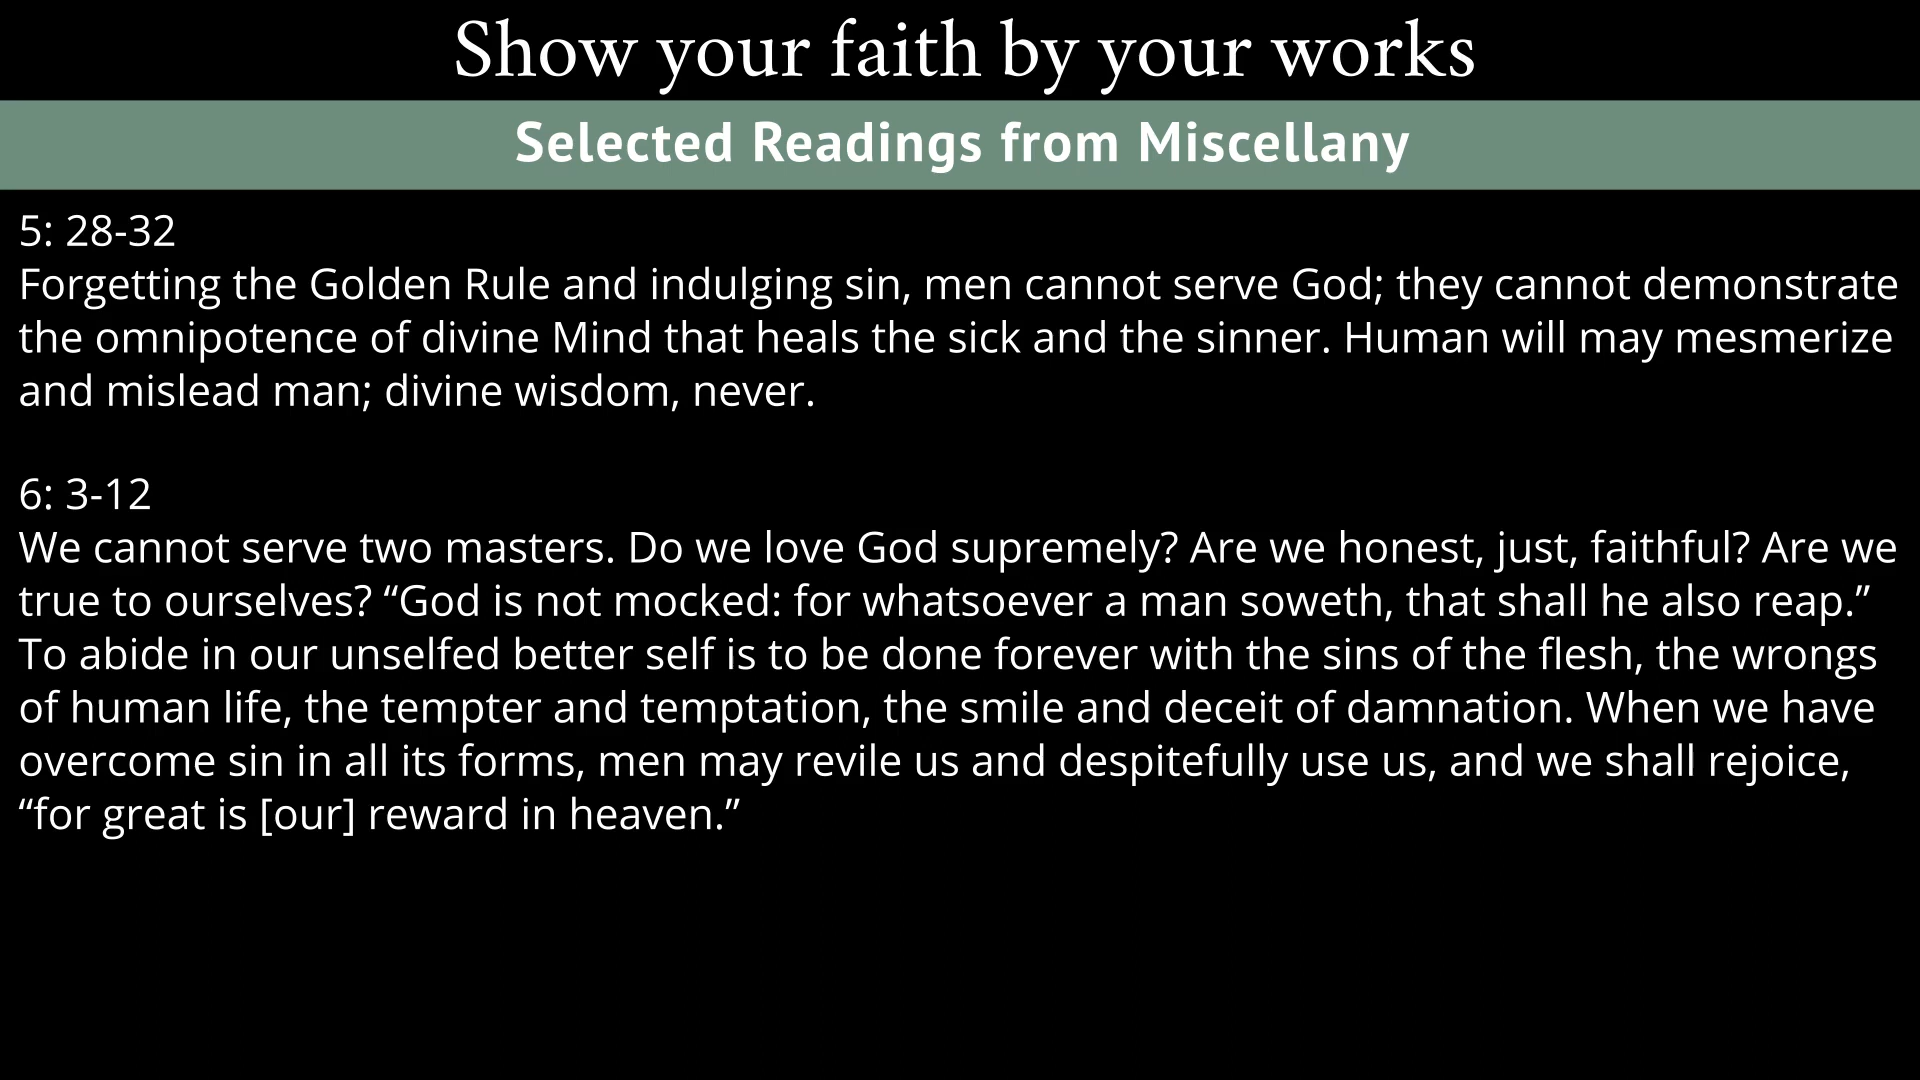 Show your faith by your works
Selected Readings from Miscellany
5: 28-32
Forgetting the Golden Rule and indulging sin, men cannot serve God; they cannot demonstrate
the omnipotence of divine Mind that heals the sick and the sinner. Human will may mesmerize
and mislead man; divine wisdom, never.
6: 3-12
We cannot serve two masters. Do we love God supremely? Are we honest, just, faithful? Are we
true to ourselves? “God is not mocked: for whatsoever a man soweth, that shall he also reap.”
To abide in our unselfed better self is to be done forever with the sins of the flesh, the wrongs
of human life, the tempter and temptation, the smile and deceit of damnation. When we have
overcome sin in all its forms, men may revile us and despitefully use us, and we shall rejoice,
“for great is [our] reward in heaven.”